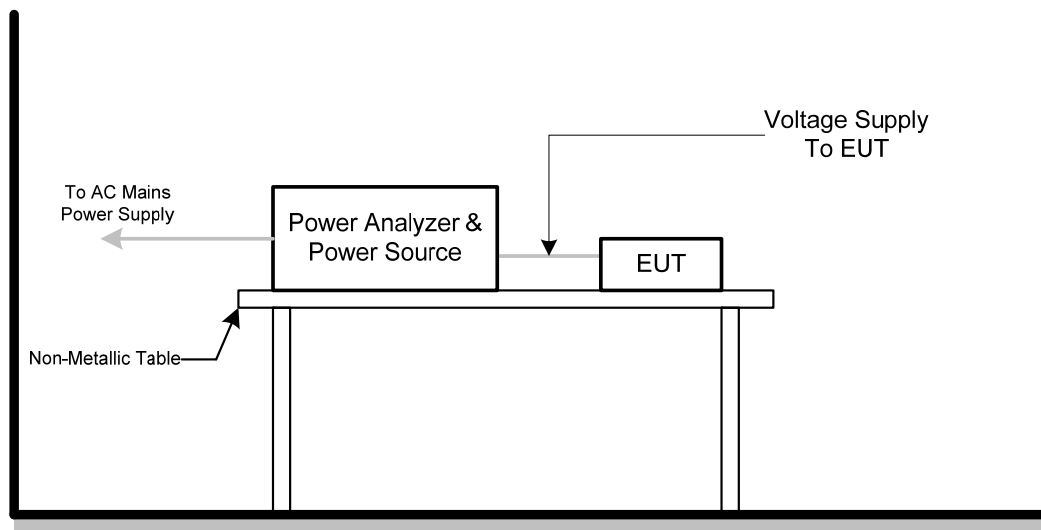 Voltage Supply
To EUT
To AC Mains
Power Supply
Power Analyzer &
Power Source
EUT
Non-Metallic Table